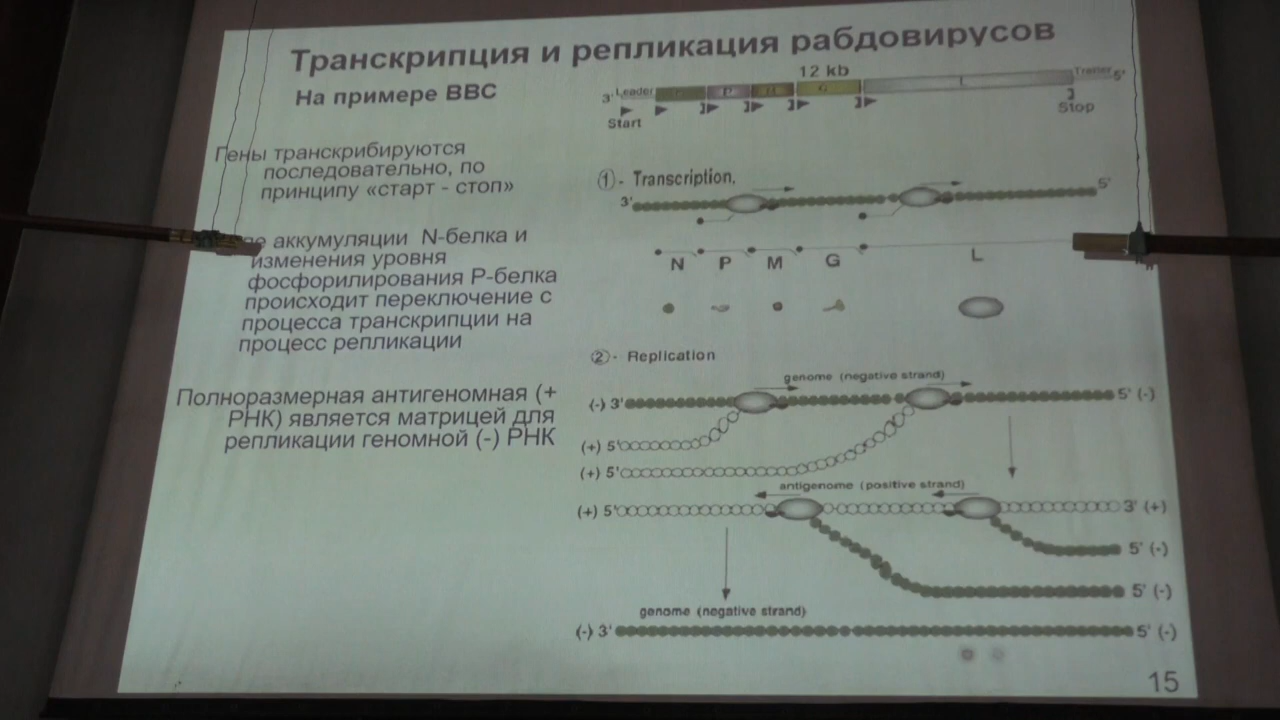 Транскрипция и репликация рабдовирусов
На примере ВВС
Гены транскрибируются
последовательно, по
принципу «старт - стоп»
аккумуляции N-белка и
изменения уровня
фосфорилирования Р-белка
происходит переключение с
процесса транскрипции на
процесс репликации
Полноразмерная антигеномная (+
РНК) является матрицей для
репликации геномной (-) РНК
12 kb
3' Leader P M G L Trailer 5'
Start
Stop
1 - Transcription,
3' 5'
N P M G L
2 - Replication
genome (negative strand)
(-) 3' 5' (-)
(+) 5'
(+) 5'
antigenome (positive strand)
(+) 5' 3' (+)
5' (-)
5' (-)
genome (negative strand)
(-) 3' 5' (-)
15